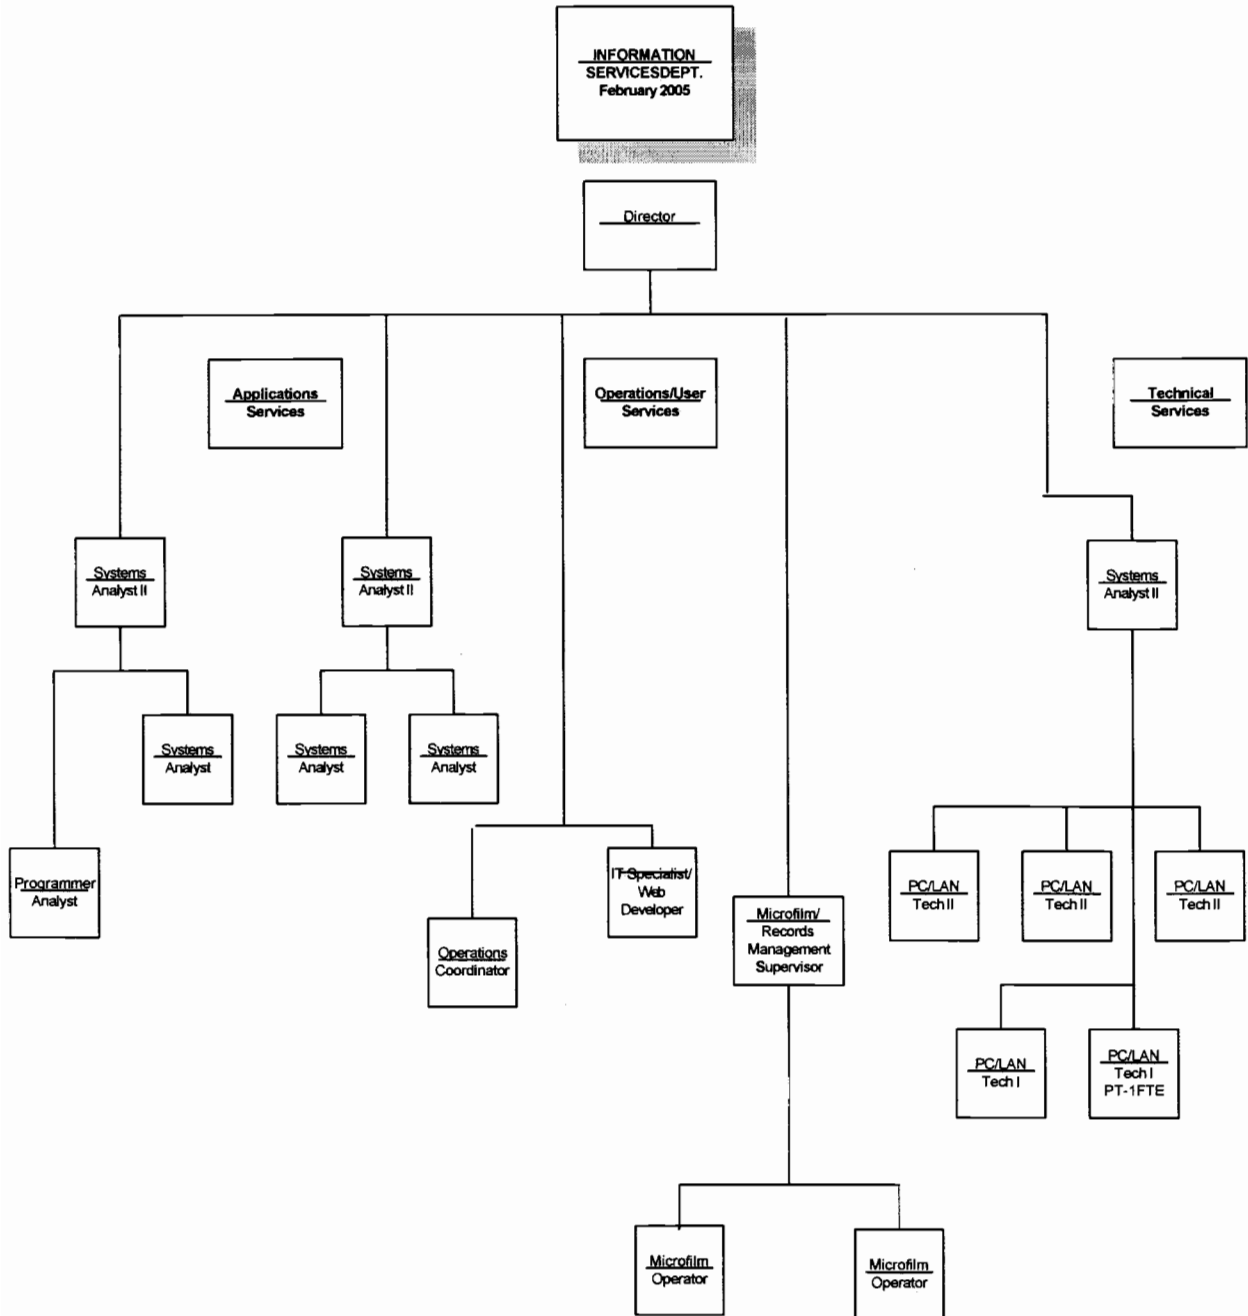 INFORMATION
SERVICESDEPT.
February 2005
Director
Applications
Services
Operations/User
Services
Technical
Services
Systems
Analyst II
Systems
Analyst II
Systems
Analyst II
Systems
Analyst
Systems
Analyst
Systems
Analyst
Programmer
Analyst
IT Specialist/
Web
Developer
Operations
Coordinator
Microfilm/
Records
Management
Supervisor
PC/LAN
Tech II
PC/LAN
Tech II
PC/LAN
Tech II
PC/LAN
Tech I
PC/LAN
Tech I
PT-1FTE
Microfilm
Operator
Microfilm
Operator